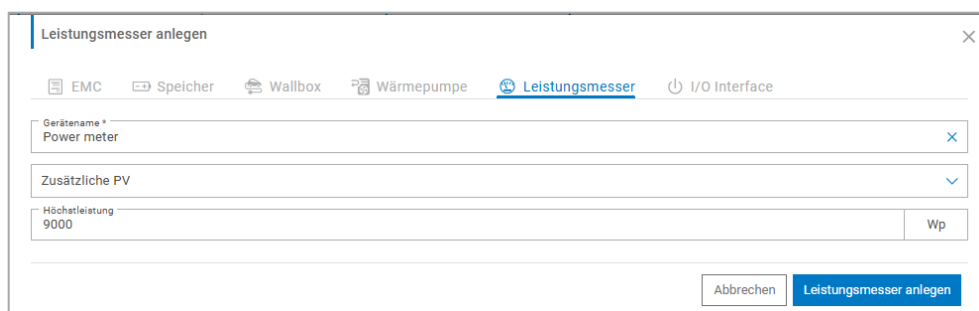 Leistungsmesser anlegen
EMC Speicher Wallbox Wärmepumpe Leistungsmesser I/O Interface
Gerätename *
Power meter
Zusätzliche PV
Höchstleistung
9000 Wp
Abbrechen Leistungsmesser anlegen